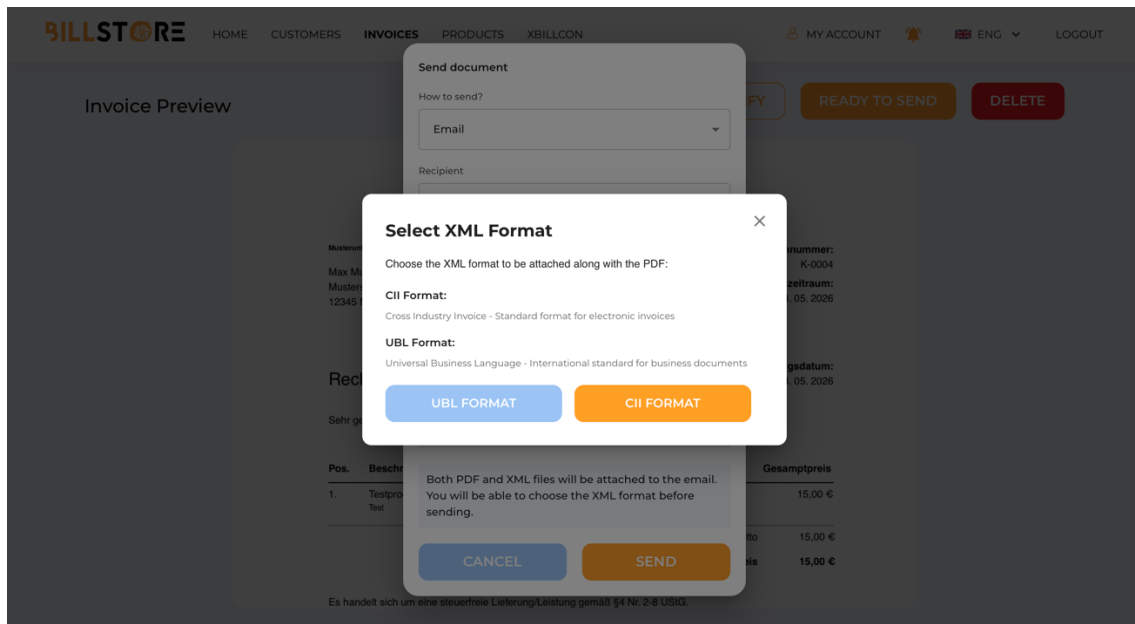 BILLSTORE HOME CUSTOMERS INVOICES PRODUCTS XBILLCON MY ACCOUNT ENG LOGOUT
Invoice Preview
READY TO SEND DELETE
Send document
How to send?
Email
Recipient
Select XML Format
Choose the XML format to be attached along with the PDF:
CII Format:
Cross Industry Invoice - Standard format for electronic invoices
UBL Format:
Universal Business Language - International standard for business documents
UBL FORMAT CII FORMAT
Max
K-0004
12345
05. 2026
05. 2026
Pos. Gesamtpreis
1. 15,00 €
Test
15,00 €
15,00 €
Both PDF and XML files will be attached to the email.
You will be able to choose the XML format before
sending.
CANCEL SEND
Es handelt sich um eine steuerfreie Lieferung/Leistung gemäß §4 Nr. 2-8 UStG.